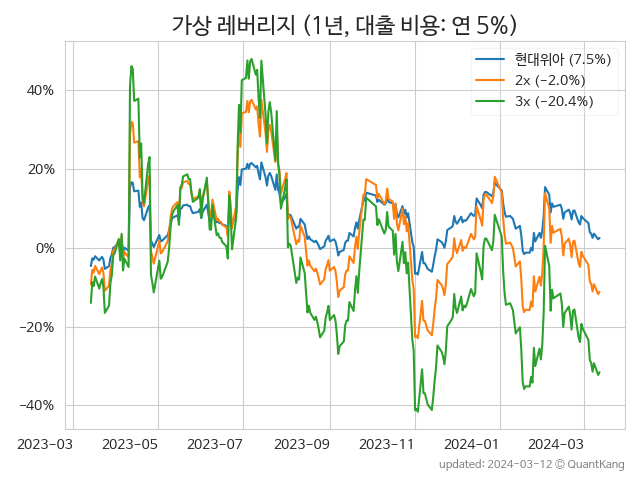 가상 레버리지 (1년, 대출 비용: 연 5%)
현대위아 (7.5%)
2x (−2.0%)
3x (−20.4%)
40%
20%
0%
−20%
−40%
2023-03 2023-05 2023-07 2023-09 2023-11 2024-01 2024-03
updated: 2024-03-12 © QuantKang